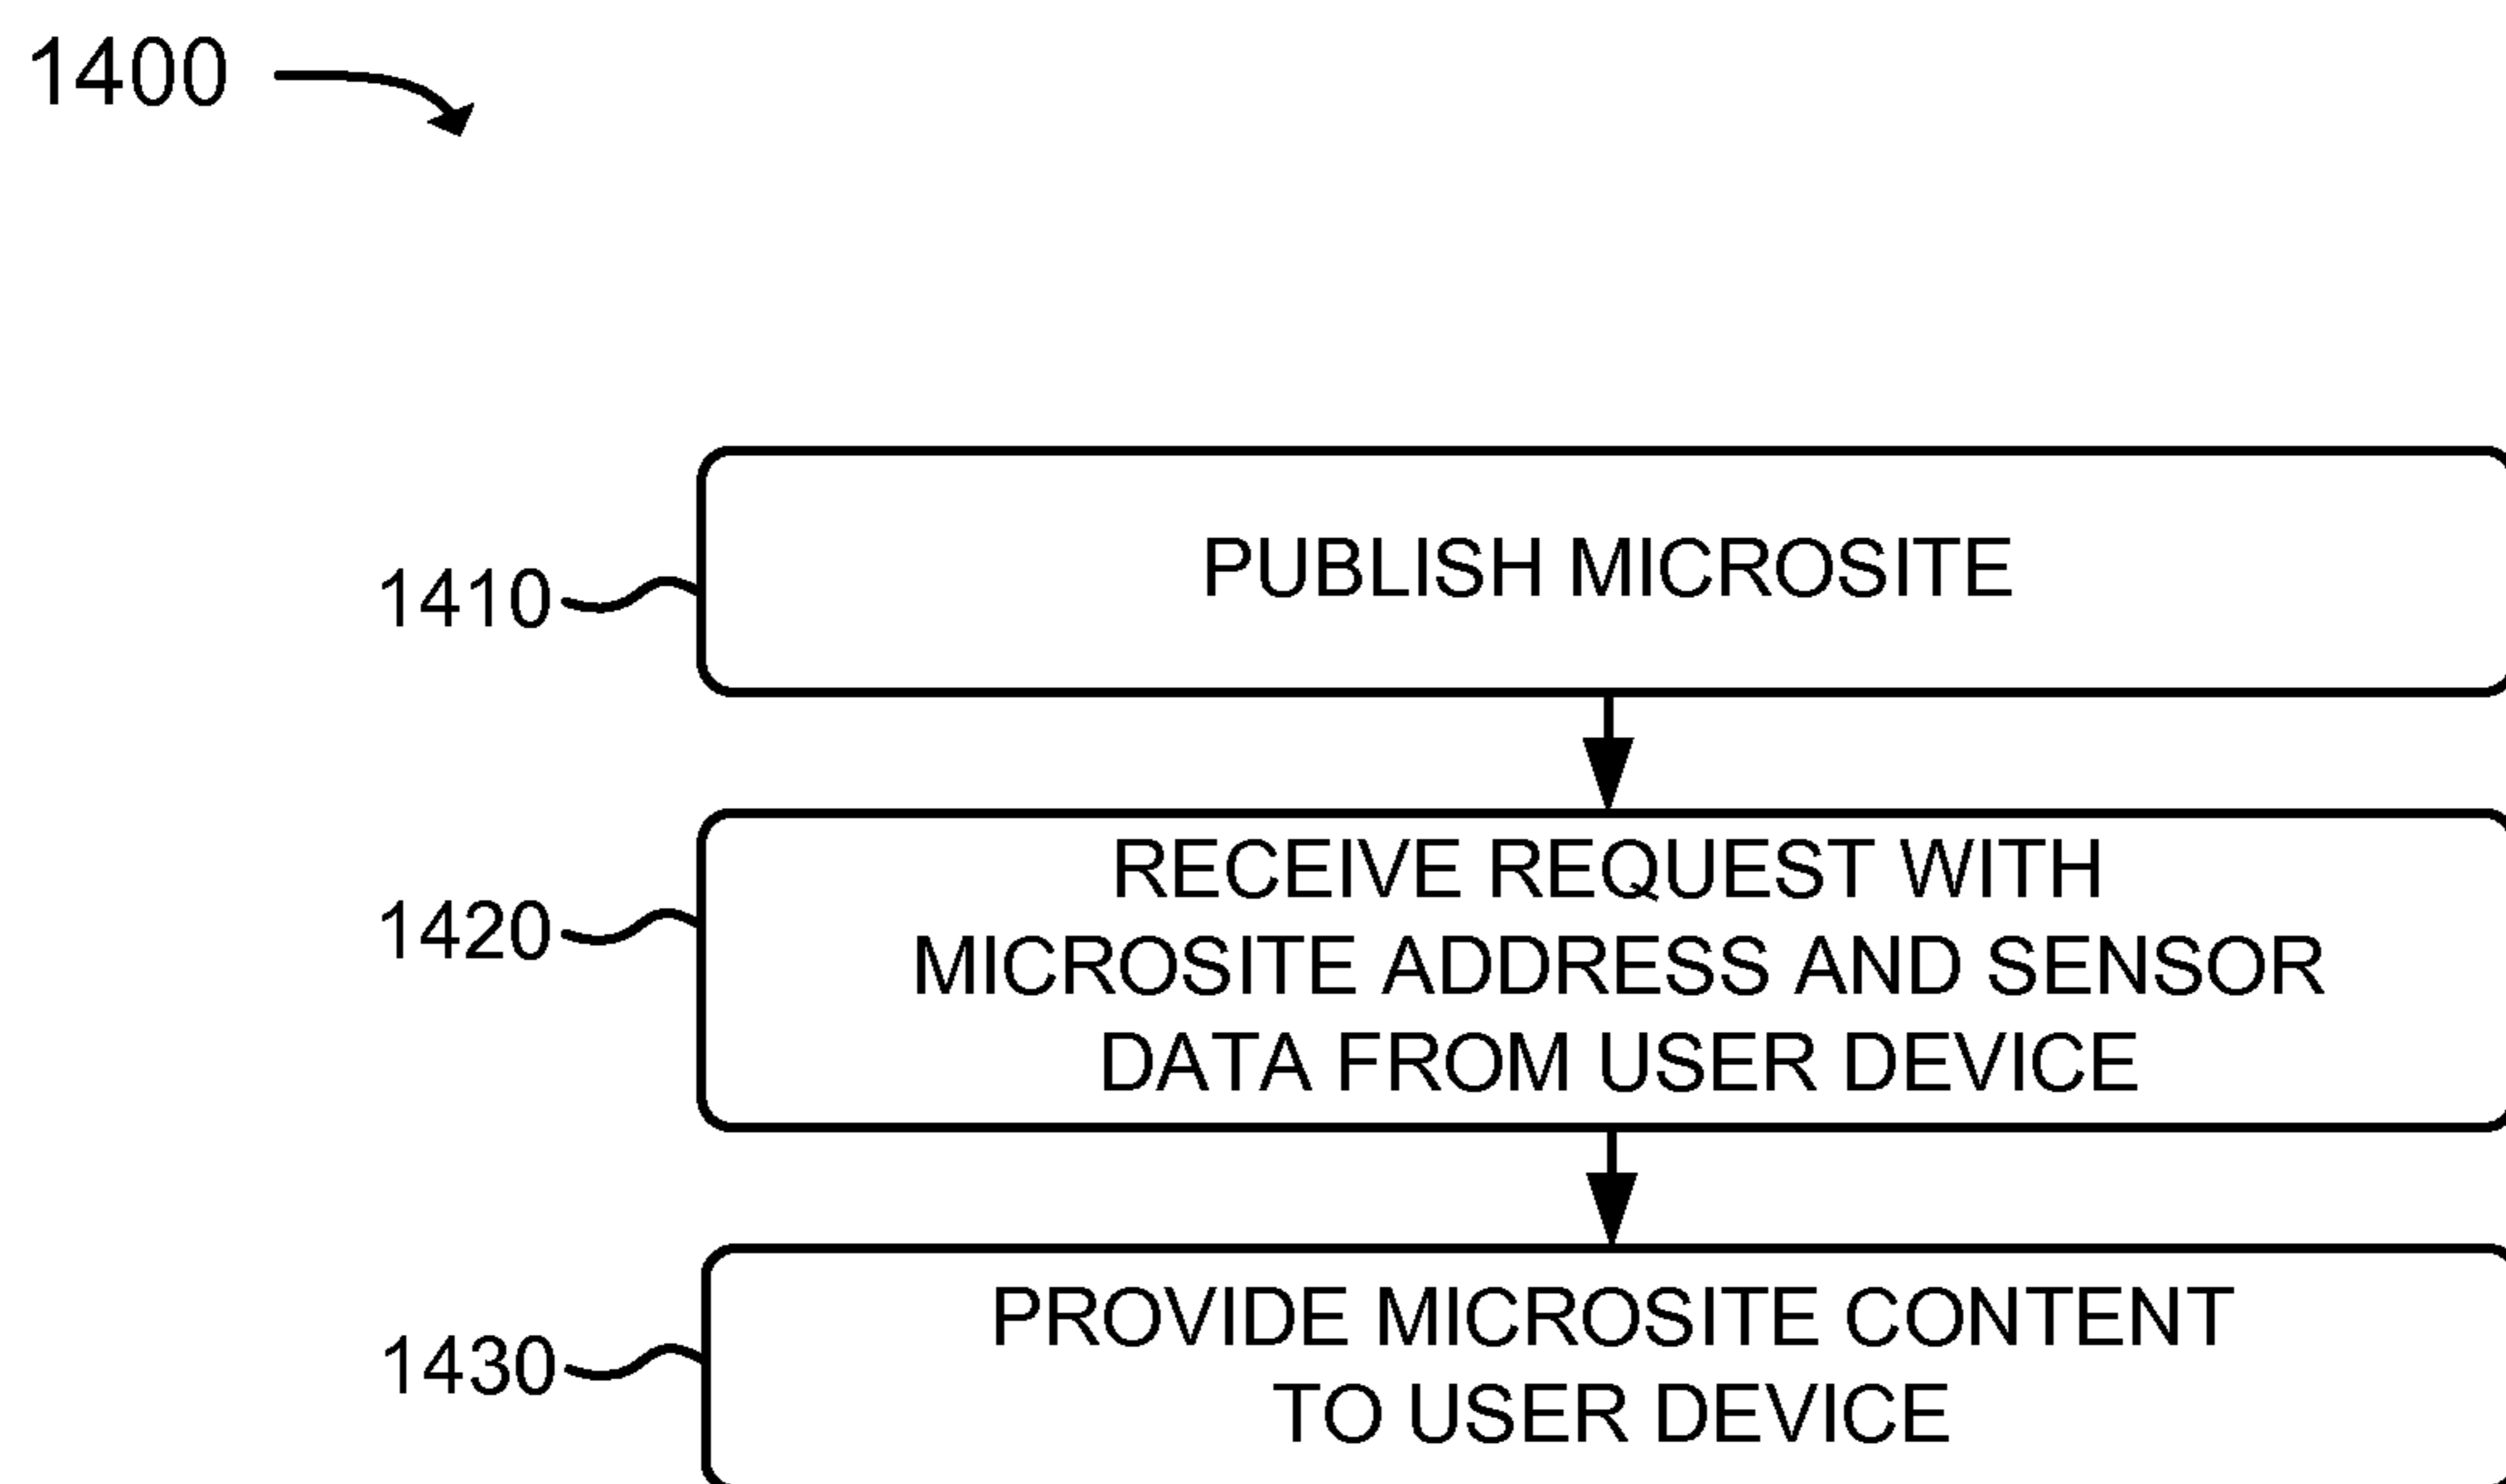 1400
1410
PUBLISH MICROSITE
1420
RECEIVE REQUEST WITH
MICROSITE ADDRESS AND SENSOR
DATA FROM USER DEVICE
1430
PROVIDE MICROSITE CONTENT
TO USER DEVICE